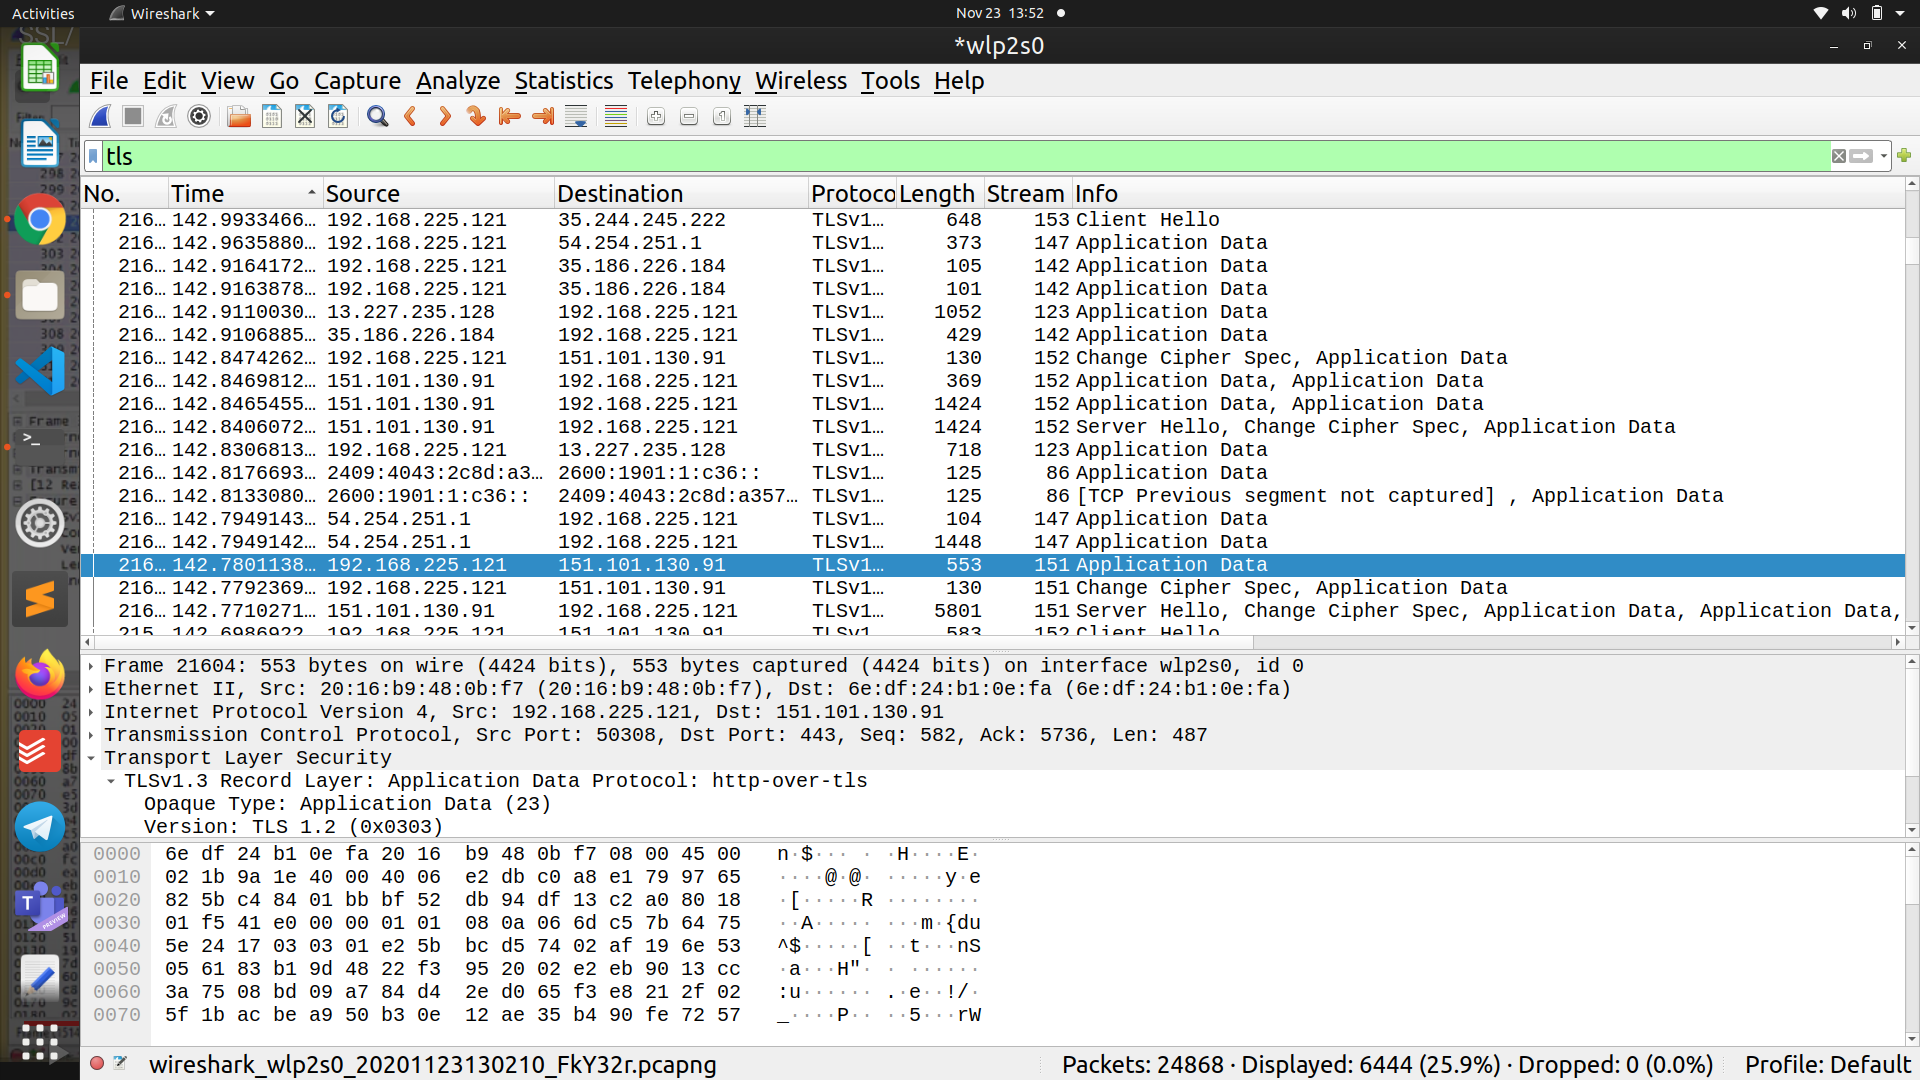 Activities Wireshark Nov 23 13:52
*wlp2s0
File Edit View Go Capture Analyze Statistics Telephony Wireless Tools Help
tls
No. Time Source Destination Protoco Length Stream Info
216… 142.9933466… 192.168.225.121 35.244.245.222 TLSv1… 648 153 Client Hello
216… 142.9635880… 192.168.225.121 54.254.251.1 TLSv1… 373 147 Application Data
216… 142.9164172… 192.168.225.121 35.186.226.184 TLSv1… 105 142 Application Data
216… 142.9163878… 192.168.225.121 35.186.226.184 TLSv1… 101 142 Application Data
216… 142.9110030… 13.227.235.128 192.168.225.121 TLSv1… 1052 123 Application Data
216… 142.9106885… 35.186.226.184 192.168.225.121 TLSv1… 429 142 Application Data
216… 142.8474262… 192.168.225.121 151.101.130.91 TLSv1… 130 152 Change Cipher Spec, Application Data
216… 142.8469812… 151.101.130.91 192.168.225.121 TLSv1… 369 152 Application Data, Application Data
216… 142.8465455… 151.101.130.91 192.168.225.121 TLSv1… 1424 152 Application Data, Application Data
216… 142.8406072… 151.101.130.91 192.168.225.121 TLSv1… 1424 152 Server Hello, Change Cipher Spec, Application Data
216… 142.8306813… 192.168.225.121 13.227.235.128 TLSv1… 718 123 Application Data
216… 142.8176693… 2409:4043:2c8d:a3… 2600:1901:1:c36:: TLSv1… 125 86 Application Data
216… 142.8133080… 2600:1901:1:c36:: 2409:4043:2c8d:a357… TLSv1… 125 86 [TCP Previous segment not captured] , Application Data
216… 142.7949143… 54.254.251.1 192.168.225.121 TLSv1… 104 147 Application Data
216… 142.7949142… 54.254.251.1 192.168.225.121 TLSv1… 1448 147 Application Data
216… 142.7801138… 192.168.225.121 151.101.130.91 TLSv1… 553 151 Application Data
216… 142.7792369… 192.168.225.121 151.101.130.91 TLSv1… 130 151 Change Cipher Spec, Application Data
216… 142.7710271… 151.101.130.91 192.168.225.121 TLSv1… 5801 151 Server Hello, Change Cipher Spec, Application Data, Application Data,
215… 142.6986922… 192.168.225.121 151.101.130.91 TLSv1… 583 152 Client Hello
Frame 21604: 553 bytes on wire (4424 bits), 553 bytes captured (4424 bits) on interface wlp2s0, id 0
Ethernet II, Src: 20:16:b9:48:0b:f7 (20:16:b9:48:0b:f7), Dst: 6e:df:24:b1:0e:fa (6e:df:24:b1:0e:fa)
Internet Protocol Version 4, Src: 192.168.225.121, Dst: 151.101.130.91
Transmission Control Protocol, Src Port: 50308, Dst Port: 443, Seq: 582, Ack: 5736, Len: 487
Transport Layer Security
TLSv1.3 Record Layer: Application Data Protocol: http-over-tls
Opaque Type: Application Data (23)
Version: TLS 1.2 (0x0303)
0000 6e df 24 b1 0e fa 20 16 b9 48 0b f7 08 00 45 00 n·$··· · ·H····E·
0010 02 1b 9a 1e 40 00 40 06 e2 db c0 a8 e1 79 97 65 ····@·@· ·····y·e
0020 82 5b c4 84 01 bb bf 52 db 94 df 13 c2 a0 80 18 ·[·····R ········
0030 01 f5 41 e0 00 00 01 01 08 0a 06 6d c5 7b 64 75 ··A····· ···m·{du
0040 5e 24 17 03 03 01 e2 5b bc d5 74 02 af 19 6e 53 ^$·····[ ··t···nS
0050 05 61 83 b1 9d 48 22 f3 95 20 02 e2 eb 90 13 cc ·a···H"· · ······
0060 3a 75 08 bd 09 a7 84 d4 2e d0 65 f3 e8 21 2f 02 :u······ .·e··!/·
0070 5f 1b ac be a9 50 b3 0e 12 ae 35 b4 90 fe 72 57 _····P·· ··5···rW
wireshark_wlp2s0_20201123130210_FkY32r.pcapng Packets: 24868 · Displayed: 6444 (25.9%) · Dropped: 0 (0.0%) Profile: Default